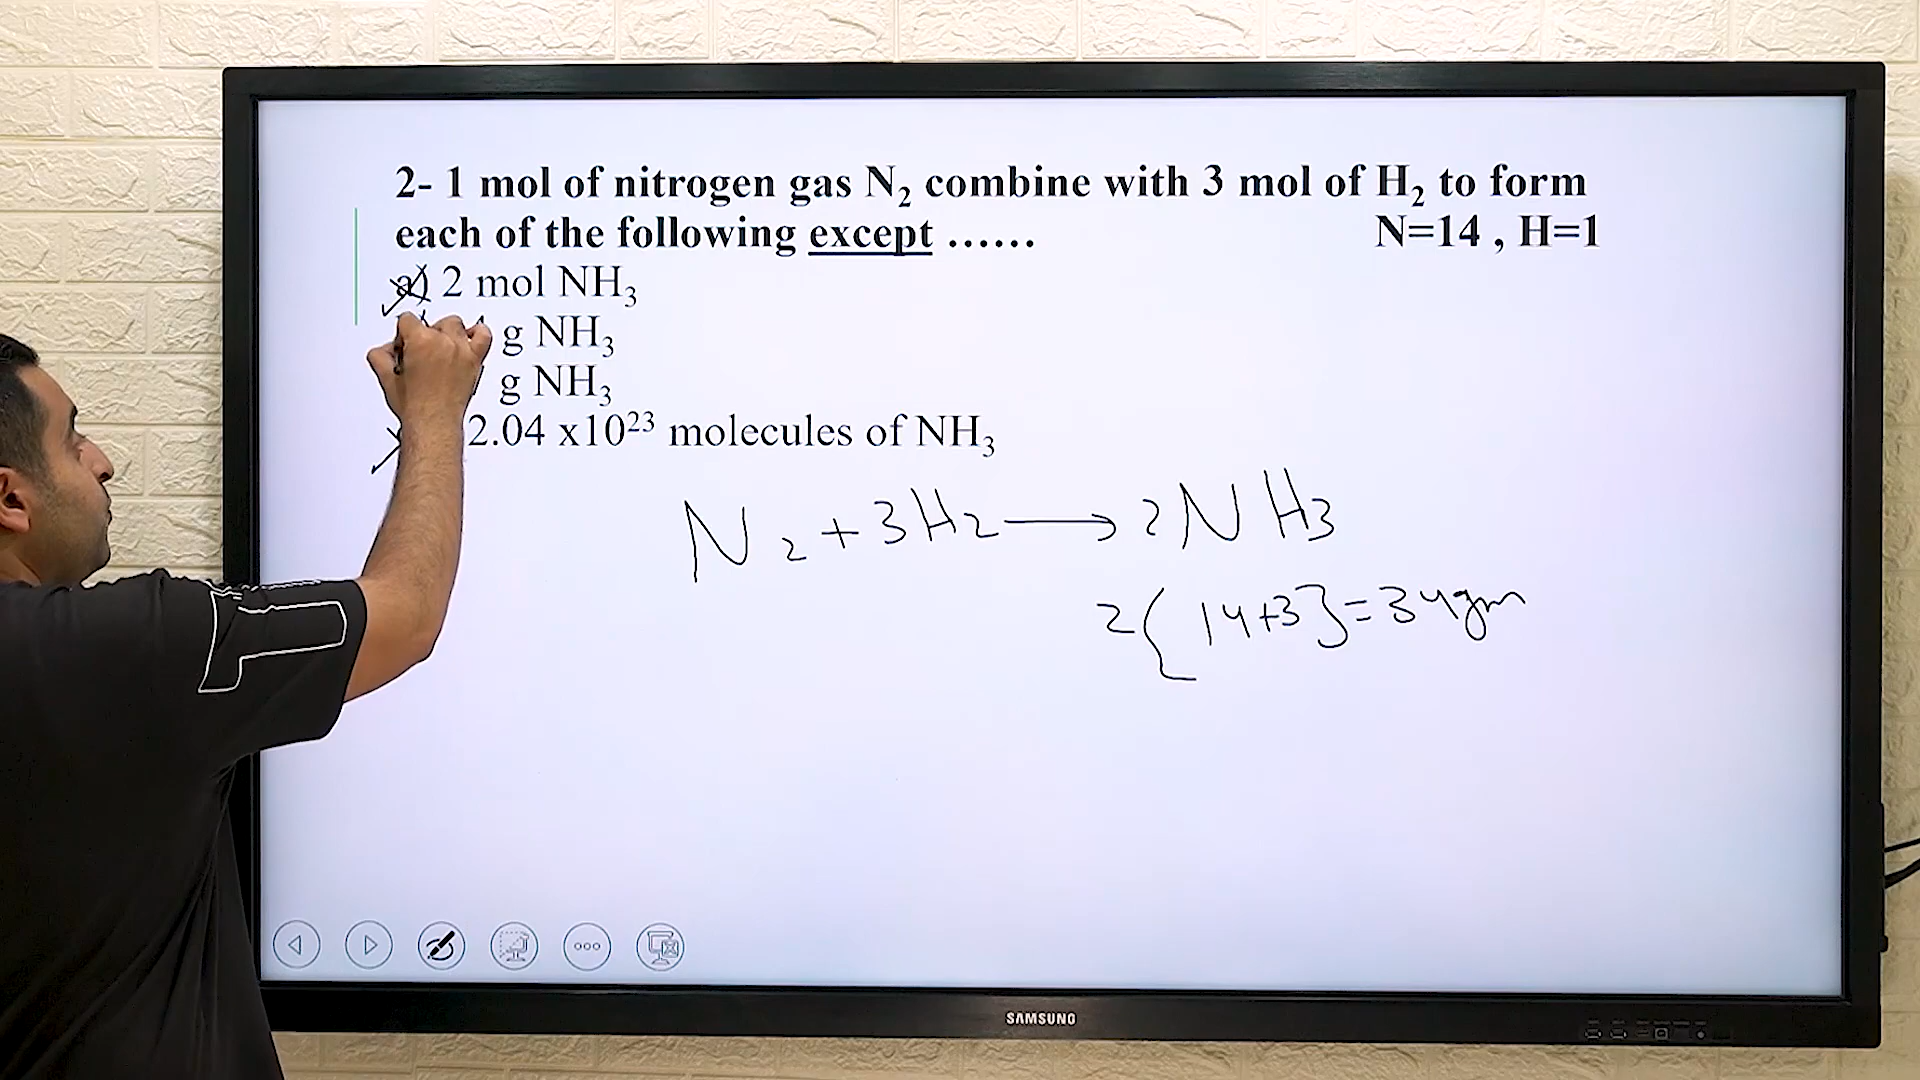 2- 1 mol of nitrogen gas N₂ combine with 3 mol of H₂ to form
each of the following except ...... N=14 , H=1
a) 2 mol NH₃
g NH₃
g NH₃
2.04 x10²³ molecules of NH₃
N₂+3H₂→2NH₃
2{14+3}=34gm
SAMSUNG